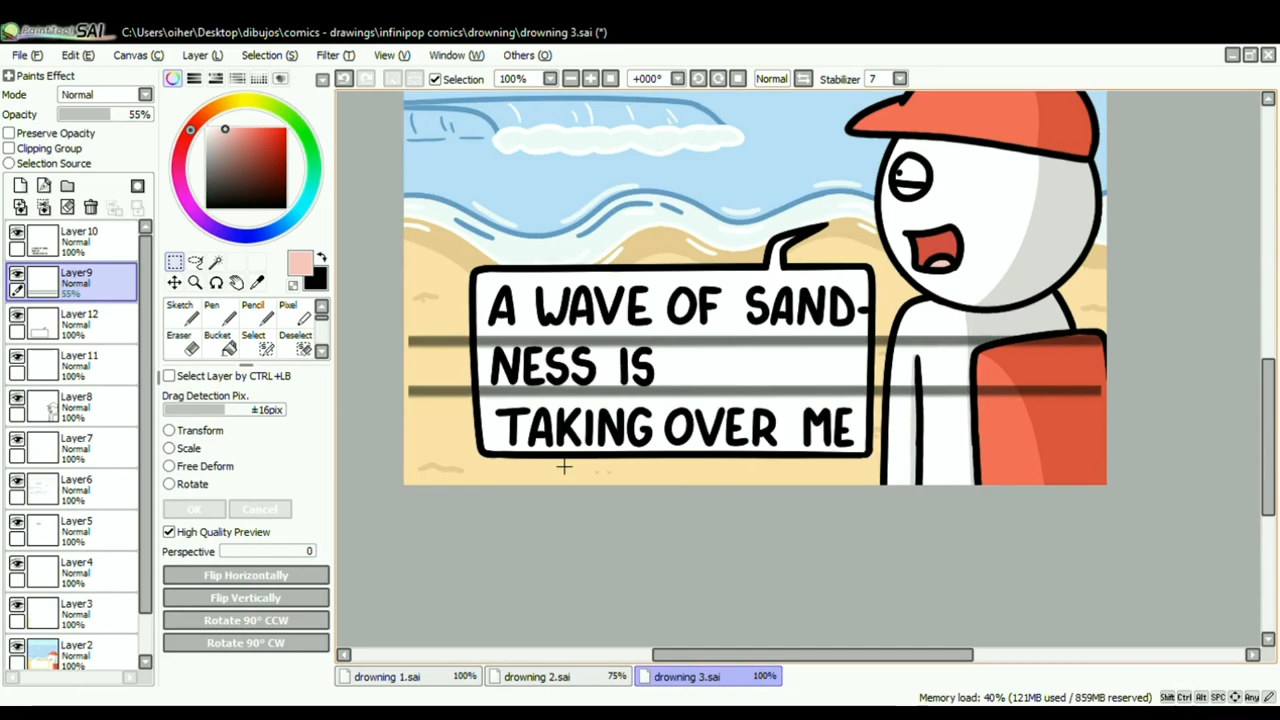 PaintTool SAI C:\Users\oiher\Desktop\dibujos\comics - drawings\infinipop comics\drowning\drowning 3.sai (*)
File (F) Edit (E) Canvas (C) Layer (L) Selection (S) Filter (T) View (V) Window (W) Others (O)
Paints Effect
Mode Normal
Opacity 55%
Preserve Opacity
Clipping Group
Selection Source
Layer10
Normal
100%
Layer9
Normal
55%
Layer12
Normal
100%
Layer11
Normal
100%
Layer8
Normal
100%
Layer7
Normal
100%
Layer6
Normal
100%
Layer5
Normal
100%
Layer4
Normal
100%
Layer3
Normal
100%
Layer2
Normal
100%
Sketch Pen Pencil Pixel
Eraser Bucket Select Deselect
Select Layer by CTRL+LB
Drag Detection Pix.
±16pix
Transform
Scale
Free Deform
Rotate
OK Cancel
High Quality Preview
Perspective 0
Flip Horizontally
Flip Vertically
Rotate 90° CCW
Rotate 90° CW
Selection 100% +000° Normal Stabilizer 7
A WAVE OF SAND-
NESS IS
TAKING OVER ME
drowning 1.sai 100% drowning 2.sai 75% drowning 3.sai 100%
Memory load: 40% (121MB used / 859MB reserved) Shift Ctrl Alt SPC Any